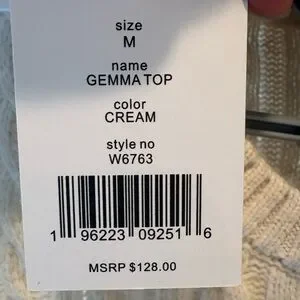 size
M
name
GEMMA TOP
color
CREAM
style no
W6763
1 96223 09251 6
MSRP $128.00